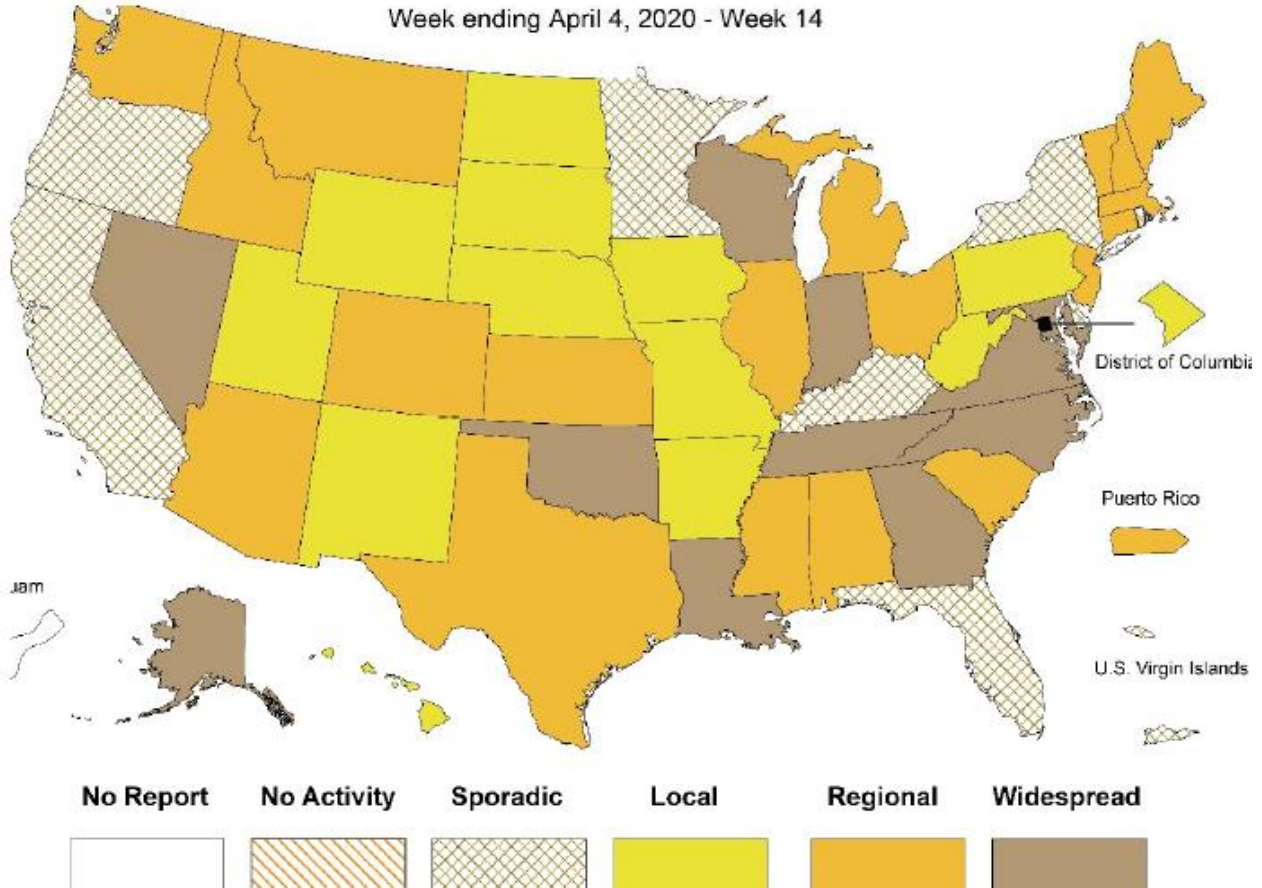 Week ending April 4, 2020 - Week 14
District of Columbia
Puerto Rico
U.S. Virgin Islands
No Report No Activity Sporadic Local Regional Widespread